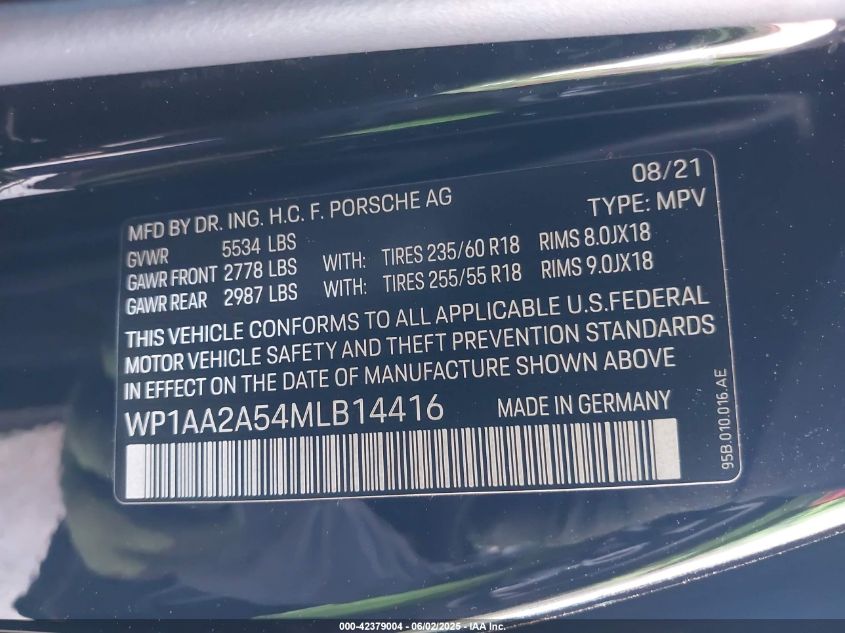 08/21
MFD BY DR. ING. H.C. F. PORSCHE AG TYPE: MPV
GVWR 5534 LBS
GAWR FRONT 2778 LBS WITH: TIRES 235/60 R18 RIMS 8.0JX18
GAWR REAR 2987 LBS WITH: TIRES 255/55 R18 RIMS 9.0JX18
THIS VEHICLE CONFORMS TO ALL APPLICABLE U.S.FEDERAL
MOTOR VEHICLE SAFETY AND THEFT PREVENTION STANDARDS
IN EFFECT ON THE DATE OF MANUFACTURE SHOWN ABOVE
WP1AA2A54MLB14416 MADE IN GERMANY
95B.010.016.AE
000-42379004 - 06/02/2025 - IAA Inc.